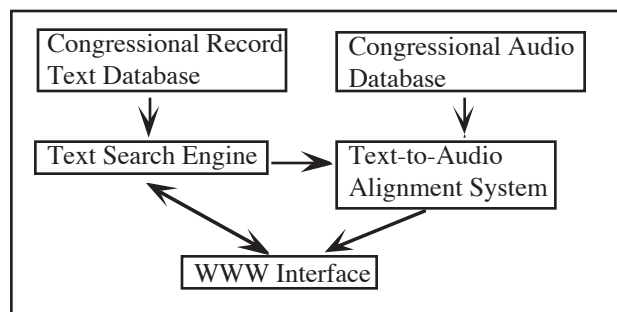 Congressional Record
Text Database
Congressional Audio
Database
Text Search Engine
Text-to-Audio
Alignment System
WWW Interface